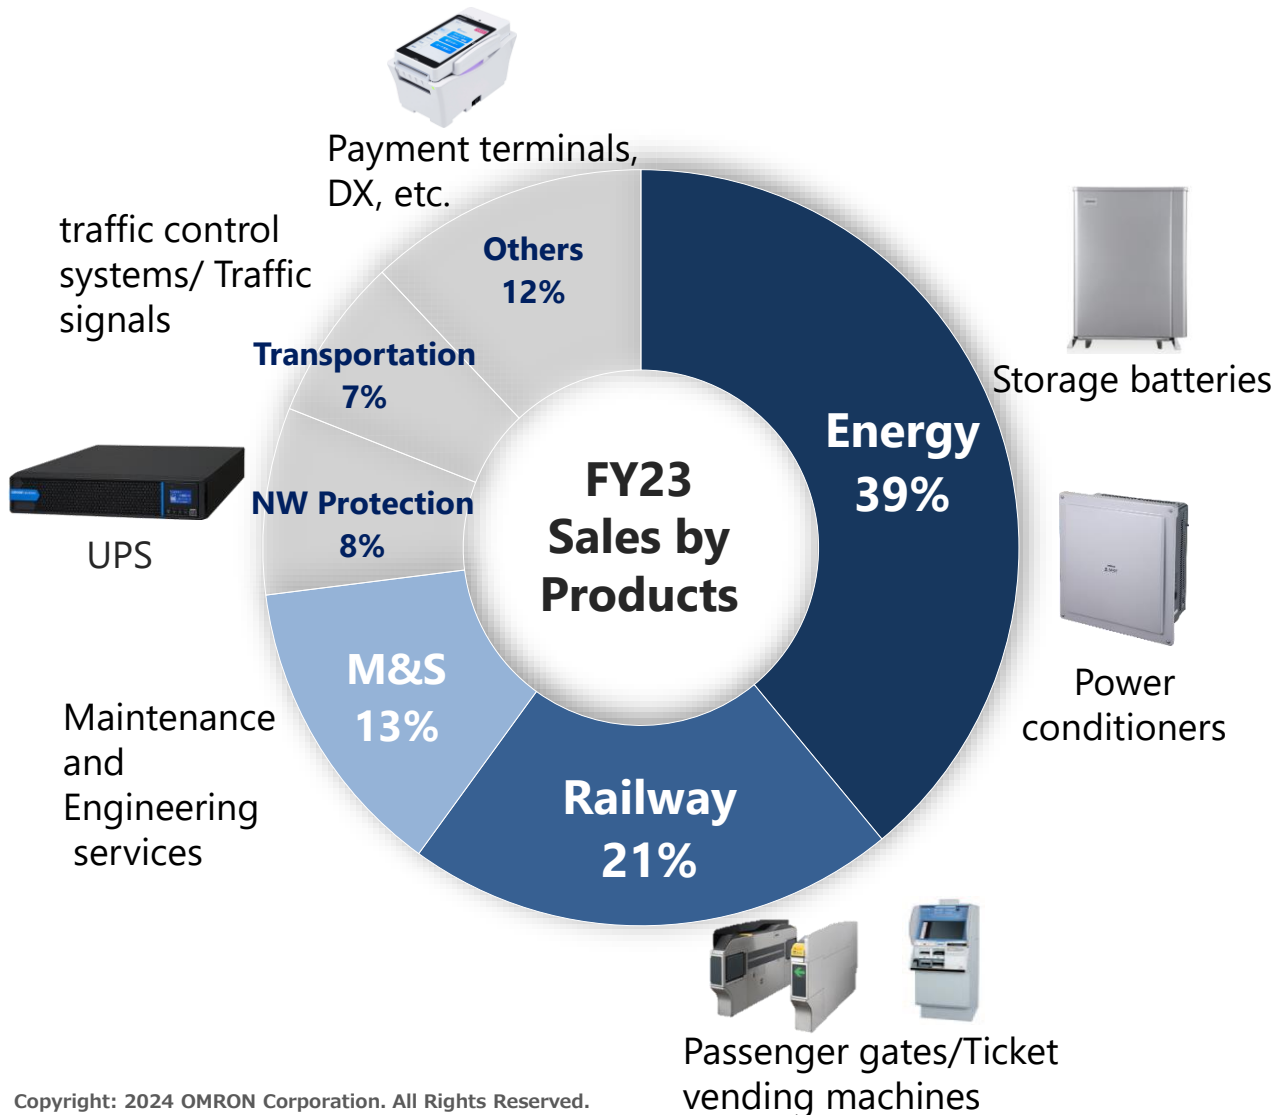 Payment terminals,
DX, etc.
traffic control
systems/ Traffic
signals
Others
12%
Transportation
7%
Storage batteries
Energy
39%
FY23
Sales by
Products
NW Protection
8%
UPS
M&S
13%
Power
conditioners
Maintenance
and
Engineering
services
Railway
21%
Passenger gates/Ticket
vending machines
Copyright: 2024 OMRON Corporation. All Rights Reserved.